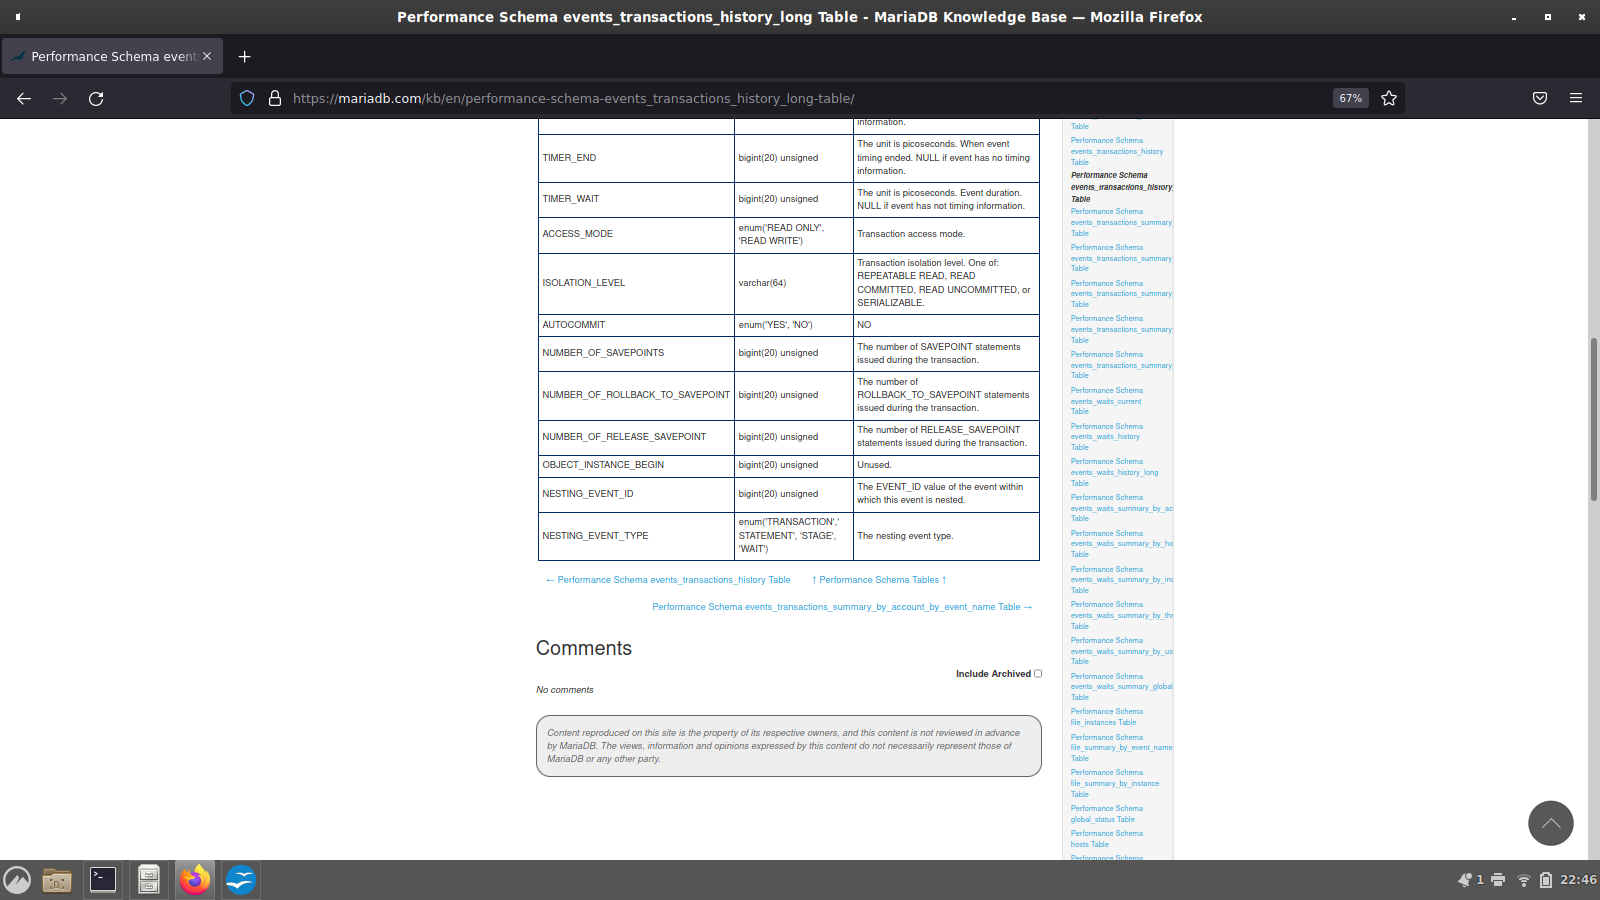 Performance Schema events_transactions_history_long Table - MariaDB Knowledge Base — Mozilla Firefox
Performance Schema event
https://mariadb.com/kb/en/performance-schema-events_transactions_history_long-table/
67%
information.
TIMER_END
bigint(20) unsigned
The unit is picoseconds. When event
timing ended. NULL if event has no timing
information.
TIMER_WAIT
bigint(20) unsigned
The unit is picoseconds. Event duration.
NULL if event has not timing information.
ACCESS_MODE
enum('READ ONLY',
'READ WRITE')
Transaction access mode.
ISOLATION_LEVEL
varchar(64)
Transaction isolation level. One of:
REPEATABLE READ, READ
COMMITTED, READ UNCOMMITTED, or
SERIALIZABLE.
AUTOCOMMIT
enum('YES', 'NO')
NO
NUMBER_OF_SAVEPOINTS
bigint(20) unsigned
The number of SAVEPOINT statements
issued during the transaction.
NUMBER_OF_ROLLBACK_TO_SAVEPOINT
bigint(20) unsigned
The number of
ROLLBACK_TO_SAVEPOINT statements
issued during the transaction.
NUMBER_OF_RELEASE_SAVEPOINT
bigint(20) unsigned
The number of RELEASE_SAVEPOINT
statements issued during the transaction.
OBJECT_INSTANCE_BEGIN
bigint(20) unsigned
Unused.
NESTING_EVENT_ID
bigint(20) unsigned
The EVENT_ID value of the event within
which this event is nested.
NESTING_EVENT_TYPE
enum('TRANSACTION','
STATEMENT', 'STAGE',
'WAIT')
The nesting event type.
← Performance Schema events_transactions_history Table
↑ Performance Schema Tables ↑
Performance Schema events_transactions_summary_by_account_by_event_name Table →
Comments
Include Archived
No comments
Content reproduced on this site is the property of its respective owners, and this content is not reviewed in advance
by MariaDB. The views, information and opinions expressed by this content do not necessarily represent those of
MariaDB or any other party.
Table
Performance Schema
events_transactions_history
Table
Performance Schema
events_transactions_history_
Table
Performance Schema
events_transactions_summary_
Table
Performance Schema
events_transactions_summary_
Table
Performance Schema
events_transactions_summary_
Table
Performance Schema
events_transactions_summary_
Table
Performance Schema
events_transactions_summary_
Table
Performance Schema
events_waits_current
Table
Performance Schema
events_waits_history
Table
Performance Schema
events_waits_history_long
Table
Performance Schema
events_waits_summary_by_ac
Table
Performance Schema
events_waits_summary_by_ho
Table
Performance Schema
events_waits_summary_by_ins
Table
Performance Schema
events_waits_summary_by_thr
Table
Performance Schema
events_waits_summary_by_us
Table
Performance Schema
events_waits_summary_global
Table
Performance Schema
file_instances Table
Performance Schema
file_summary_by_event_name
Table
Performance Schema
file_summary_by_instance
Table
Performance Schema
global_status Table
Performance Schema
hosts Table
Performance Schema
1
22:46